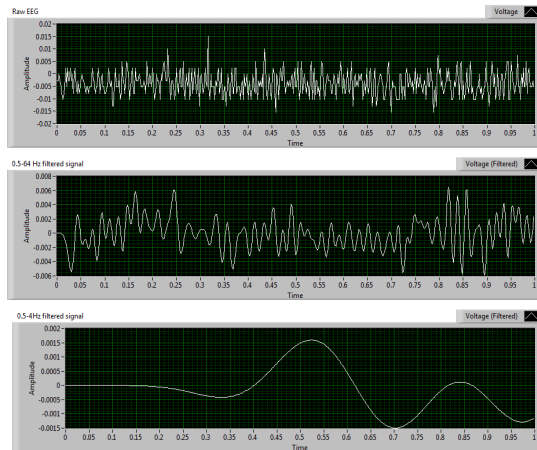 Raw EEG Voltage
0.02
0.015
0.01
0.005
0
-0.005
-0.01
-0.015
-0.02
Amplitude
0 0.05 0.1 0.15 0.2 0.25 0.3 0.35 0.4 0.45 0.5 0.55 0.6 0.65 0.7 0.75 0.8 0.85 0.9 0.95 1
Time
0.5-64 Hz filtered signal Voltage (Filtered)
0.008
0.006
0.004
0.002
0
-0.002
-0.004
-0.006
Amplitude
0 0.05 0.1 0.15 0.2 0.25 0.3 0.35 0.4 0.45 0.5 0.55 0.6 0.65 0.7 0.75 0.8 0.85 0.9 0.95 1
Time
0.5-4Hz filtered signal Voltage (Filtered)
0.002
0.0015
0.001
0.0005
0
-0.0005
-0.001
-0.0015
Amplitude
0 0.05 0.1 0.15 0.2 0.25 0.3 0.35 0.4 0.45 0.5 0.55 0.6 0.65 0.7 0.75 0.8 0.85 0.9 0.95 1
Time